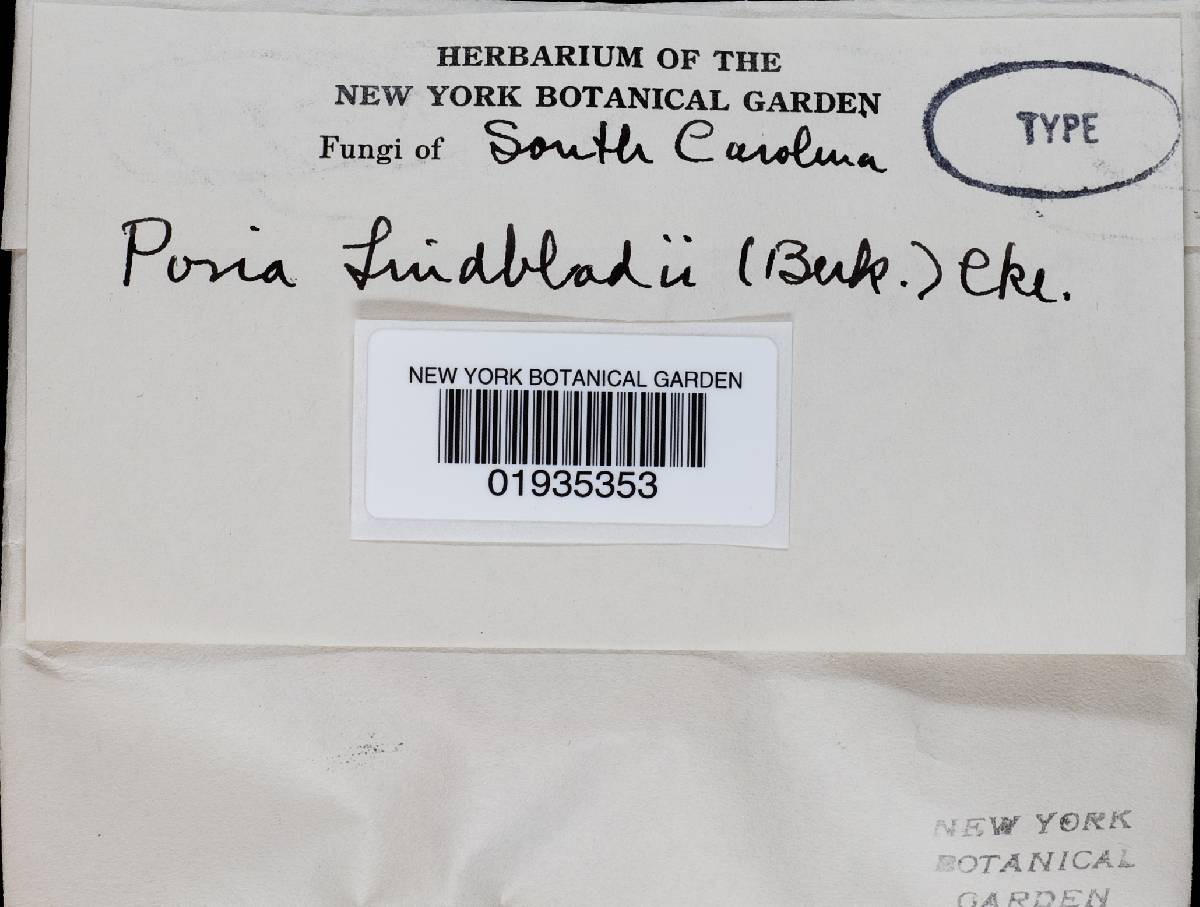 HERBARIUM OF THE
NEW YORK BOTANICAL GARDEN
Fungi of South Carolina
TYPE
Poria Lindbladii (Berk.) Cke.
NEW YORK BOTANICAL GARDEN
01935353
NEW YORK
BOTANICAL
GARDEN